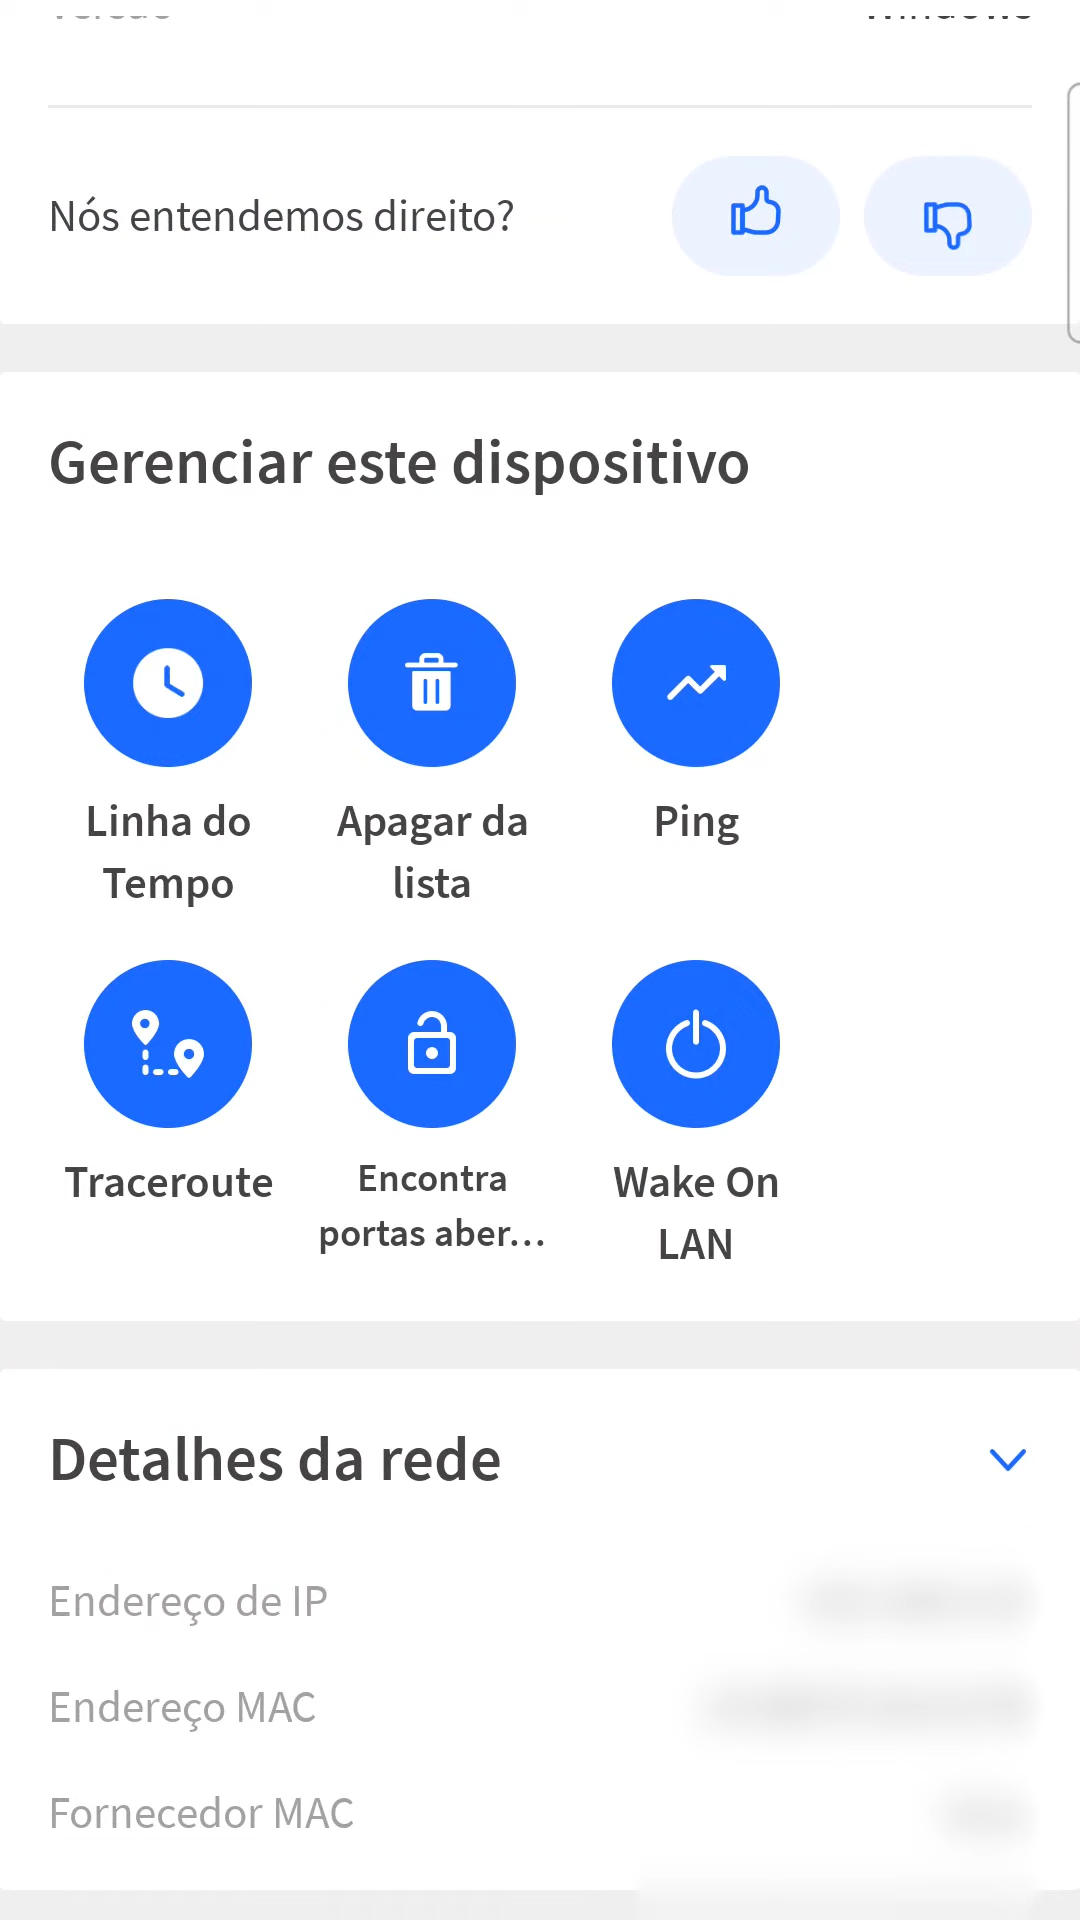 Nós entendemos direito?
Gerenciar este dispositivo
Linha do
Tempo
Apagar da
lista
Ping
Traceroute
Encontra
portas aber...
Wake On
LAN
Detalhes da rede
Endereço de IP
Endereço MAC
Fornecedor MAC